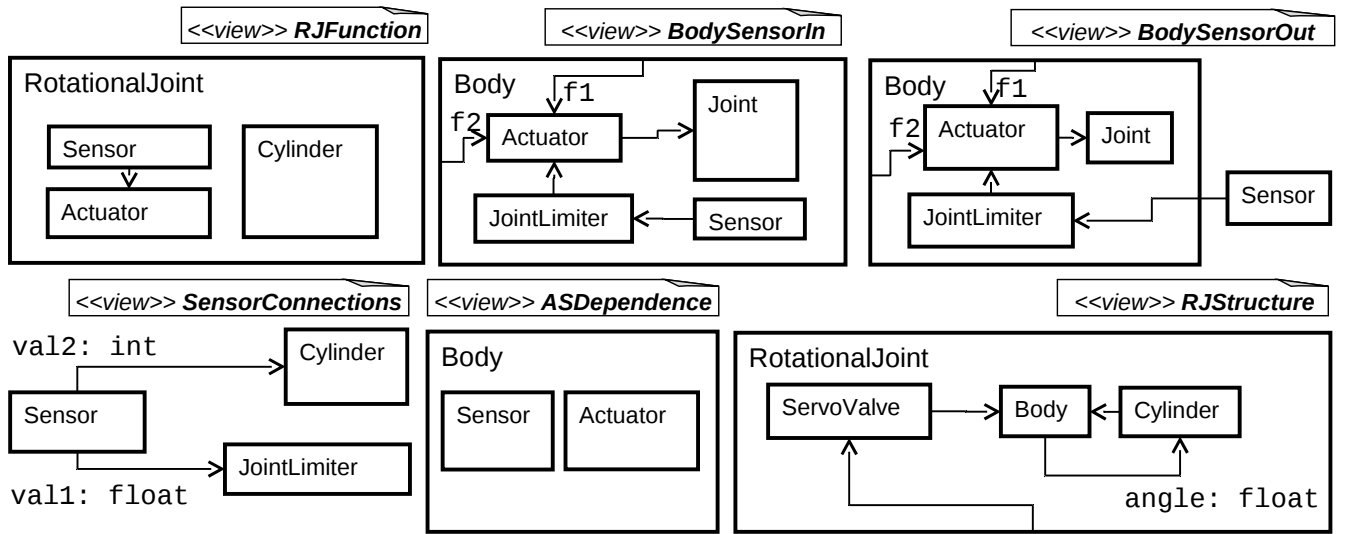 <<view>> RJFunction
RotationalJoint
Sensor
Cylinder
Actuator
<<view>> BodySensorIn
Body
f1
Joint
f2
Actuator
JointLimiter
Sensor
<<view>> BodySensorOut
Body
f1
f2
Actuator
Joint
JointLimiter
Sensor
<<view>> SensorConnections
val2: int
Cylinder
Sensor
JointLimiter
val1: float
<<view>> ASDependence
Body
Sensor
Actuator
<<view>> RJStructure
RotationalJoint
ServoValve
Body
Cylinder
angle: float